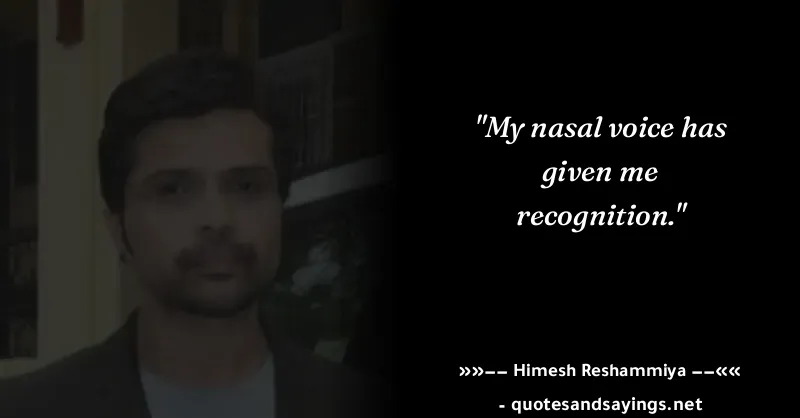 "My nasal voice has
given me
recognition."
»»−− Himesh Reshammiya −−««
- quotesandsayings.net